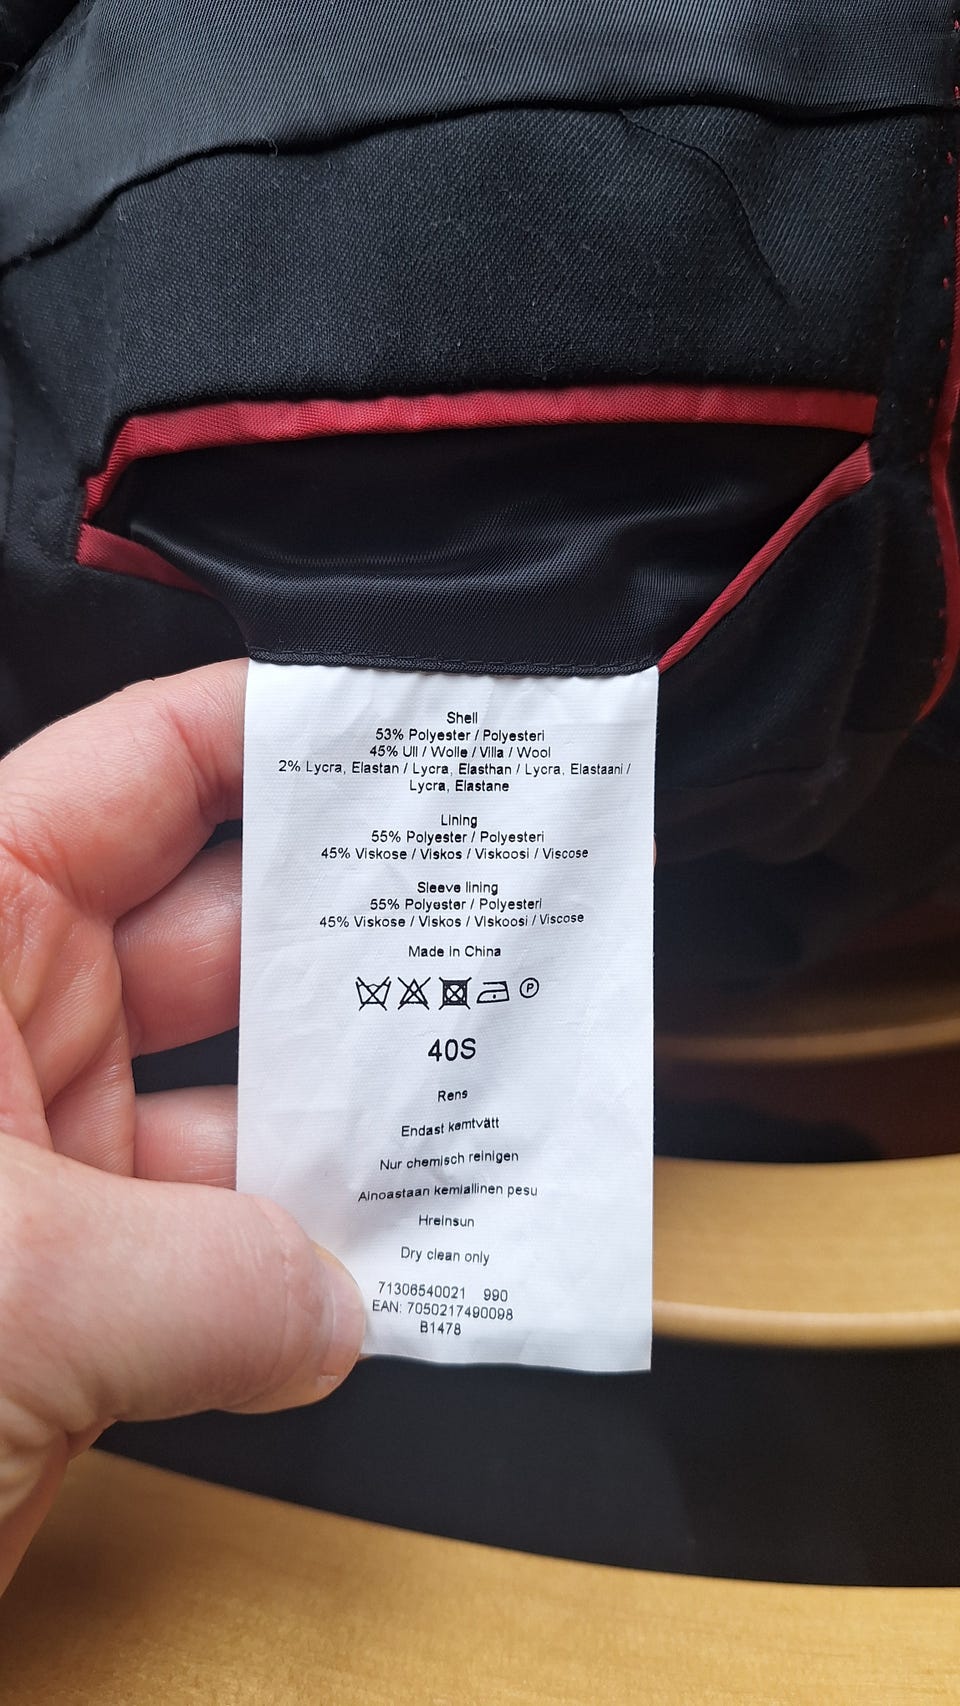 Shell
53% Polyester / Polyesteri
45% Ull / Wolle / Villa / Wool
2% Lycra, Elastan / Lycra, Elasthan / Lycra, Elastaani /
Lycra, Elastane
Lining
55% Polyester / Polyesteri
45% Viskose / Viskos / Viskoosi / Viscose
Sleeve lining
55% Polyester / Polyesteri
45% Viskose / Viskos / Viskoosi / Viscose
Made in China
P
40S
Rens
Endast kemtvätt
Nur chemisch reinigen
Ainoastaan kemiallinen pesu
Hreinsun
Dry clean only
71306540021 990
EAN: 7050217490098
B1478